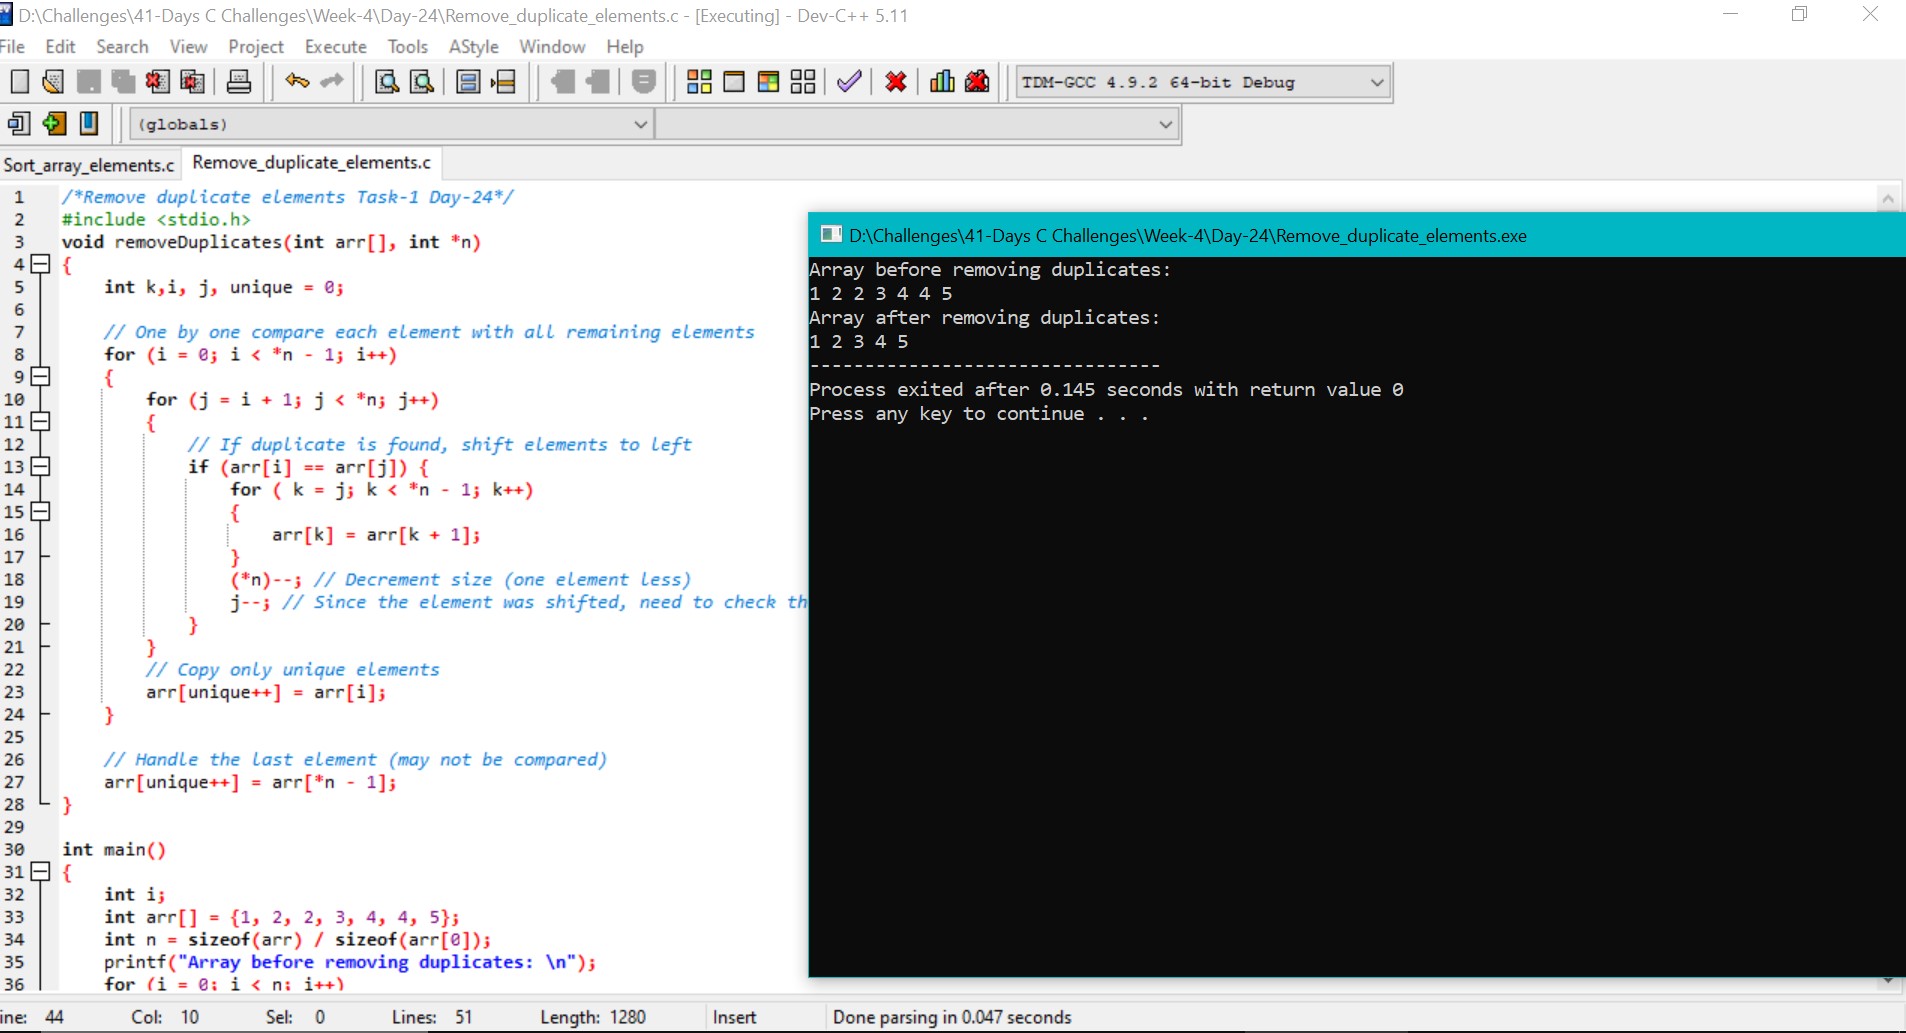 D:\Challenges\41-Days C Challenges\Week-4\Day-24\Remove_duplicate_elements.c - [Executing] - Dev-C++ 5.11
File Edit Search View Project Execute Tools AStyle Window Help
TDM-GCC 4.9.2 64-bit Debug
(globals)
Sort_array_elements.c Remove_duplicate_elements.c
1 /*Remove duplicate elements Task-1 Day-24*/
2 #include <stdio.h>
3 void removeDuplicates(int arr[], int *n)
4 {
5 int k,i, j, unique = 0;
6
7 // One by one compare each element with all remaining elements
8 for (i = 0; i < *n - 1; i++)
9 {
10 for (j = i + 1; j < *n; j++)
11 {
12 // If duplicate is found, shift elements to left
13 if (arr[i] == arr[j]) {
14 for ( k = j; k < *n - 1; k++)
15 {
16 arr[k] = arr[k + 1];
17 }
18 (*n)--; // Decrement size (one element less)
19 j--; // Since the element was shifted, need to check th
20 }
21 }
22 // Copy only unique elements
23 arr[unique++] = arr[i];
24 }
25
26 // Handle the last element (may not be compared)
27 arr[unique++] = arr[*n - 1];
28 }
29
30 int main()
31 {
32 int i;
33 int arr[] = {1, 2, 2, 3, 4, 4, 5};
34 int n = sizeof(arr) / sizeof(arr[0]);
35 printf("Array before removing duplicates: \n");
36 for (i = 0; i < n; i++)
D:\Challenges\41-Days C Challenges\Week-4\Day-24\Remove_duplicate_elements.exe
Array before removing duplicates:
1 2 2 3 4 4 5
Array after removing duplicates:
1 2 3 4 5
--------------------------------
Process exited after 0.145 seconds with return value 0
Press any key to continue . . .
ine: 44 Col: 10 Sel: 0 Lines: 51 Length: 1280 Insert Done parsing in 0.047 seconds